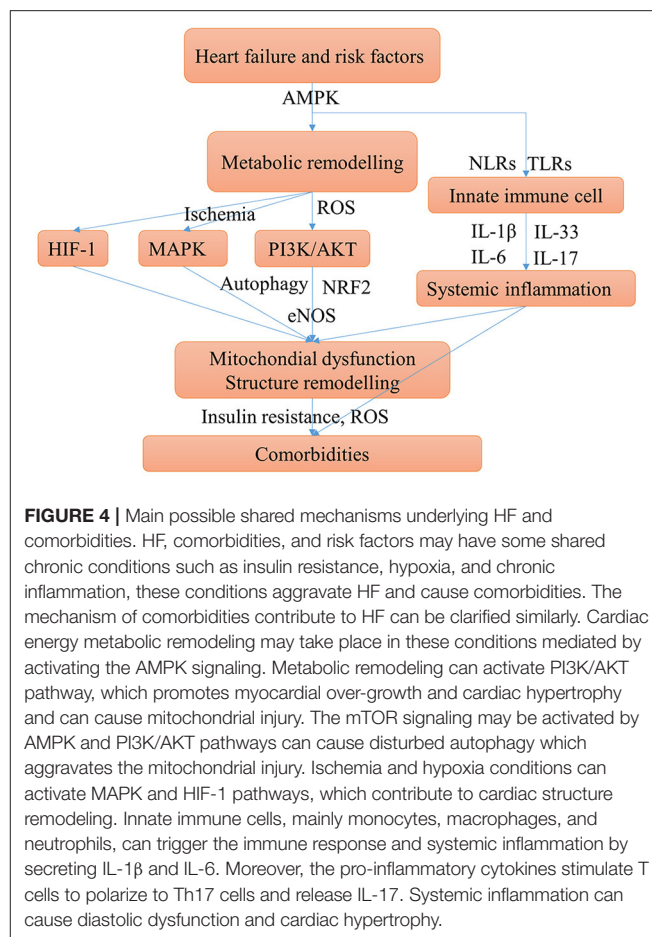 Heart failure and risk factors
AMPK
Metabolic remodelling
NLRs TLRs
Innate immune cell
Ischemia
ROS
HIF-1
MAPK
PI3K/AKT
IL-1β IL-33
IL-6 IL-17
Systemic inflammation
Autophagy NRF2
eNOS
Mitochondial dysfunction
Structure remodelling
Insulin resistance, ROS
Comorbidities
FIGURE 4 | Main possible shared mechanisms underlying HF and
comorbidities. HF, comorbidities, and risk factors may have some shared
chronic conditions such as insulin resistance, hypoxia, and chronic
inflammation, these conditions aggravate HF and cause comorbidities. The
mechanism of comorbidities contribute to HF can be clarified similarly. Cardiac
energy metabolic remodeling may take place in these conditions mediated by
activating the AMPK signaling. Metabolic remodeling can activate PI3K/AKT
pathway, which promotes myocardial over-growth and cardiac hypertrophy
and can cause mitochondrial injury. The mTOR signaling may be activated by
AMPK and PI3K/AKT pathways can cause disturbed autophagy which
aggravates the mitochondrial injury. Ischemia and hypoxia conditions can
activate MAPK and HIF-1 pathways, which contribute to cardiac structure
remodeling. Innate immune cells, mainly monocytes, macrophages, and
neutrophils, can trigger the immune response and systemic inflammation by
secreting IL-1β and IL-6. Moreover, the pro-inflammatory cytokines stimulate T
cells to polarize to Th17 cells and release IL-17. Systemic inflammation can
cause diastolic dysfunction and cardiac hypertrophy.